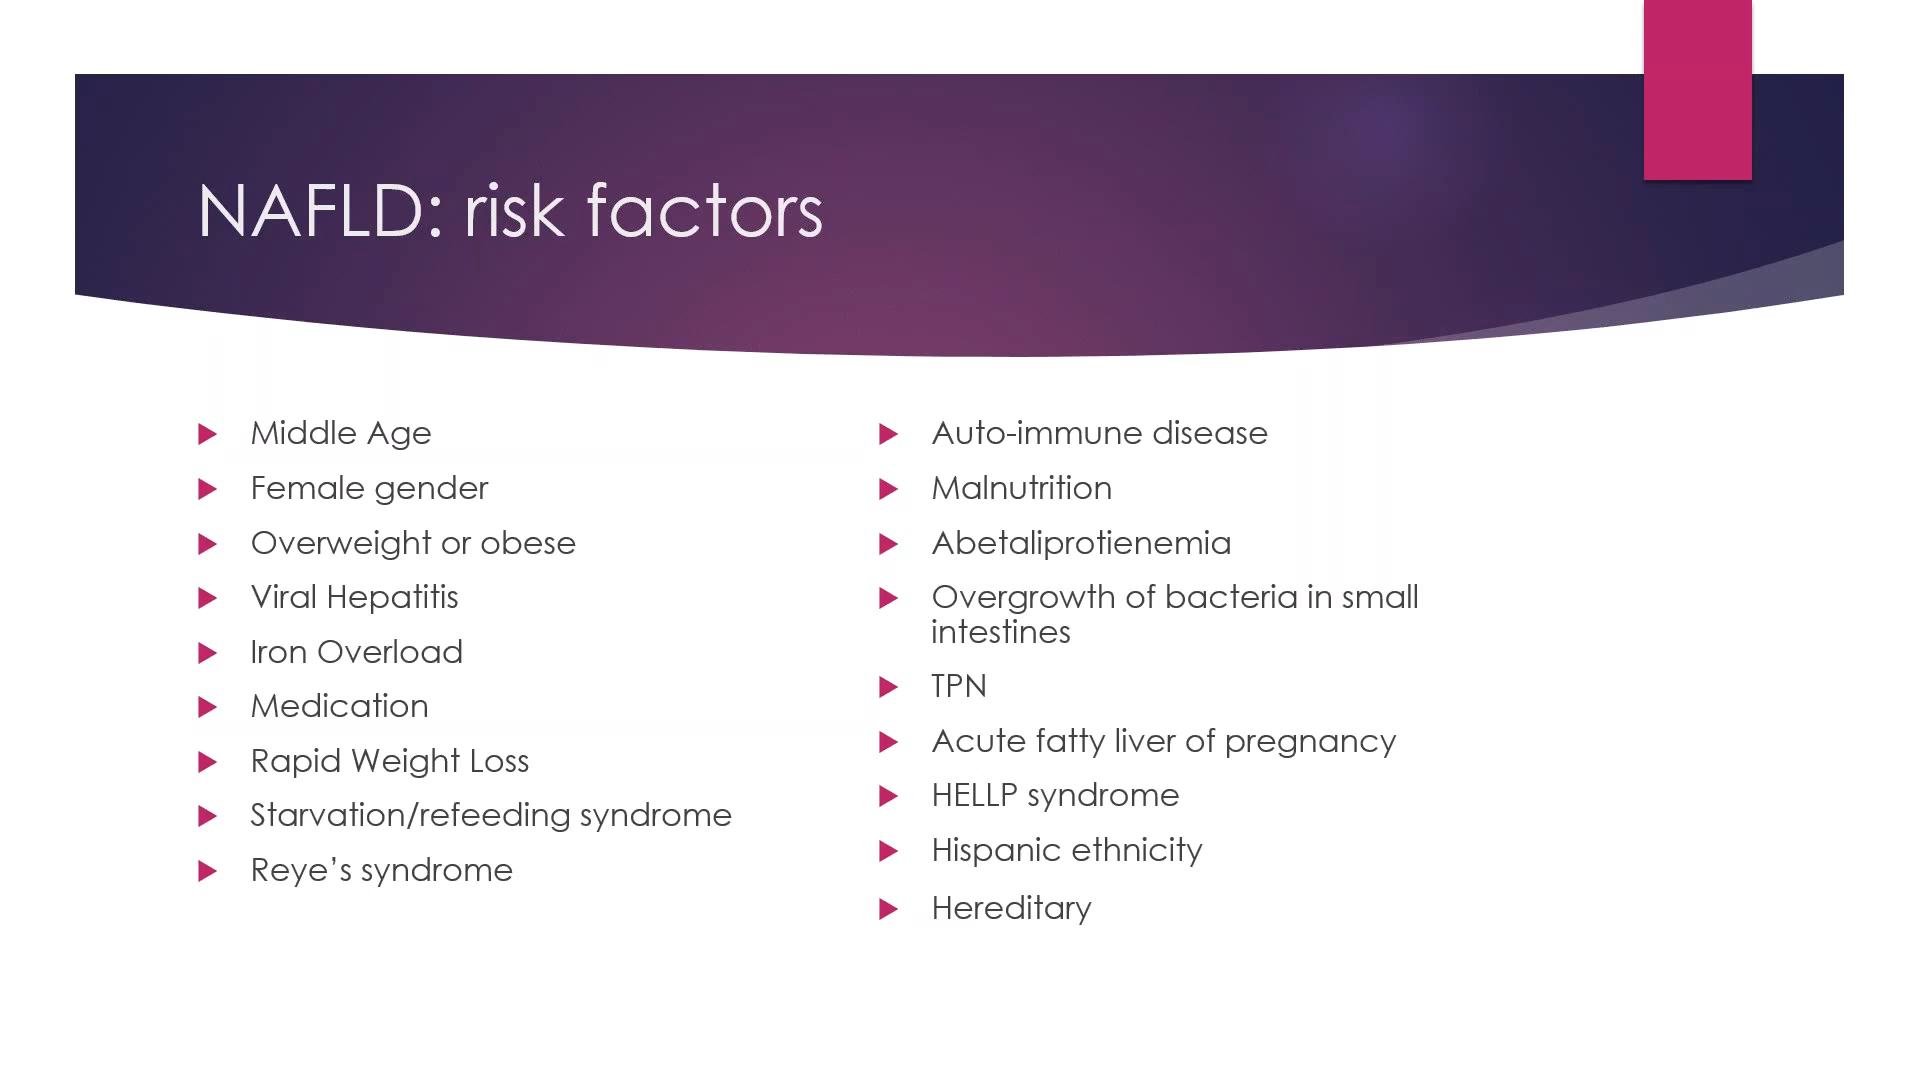 NAFLD: risk factors
Middle Age
Female gender
Overweight or obese
Viral Hepatitis
Iron Overload
Medication
Rapid Weight Loss
Starvation/refeeding syndrome
Reye’s syndrome
Auto-immune disease
Malnutrition
Abetaliprotienemia
Overgrowth of bacteria in small
intestines
TPN
Acute fatty liver of pregnancy
HELLP syndrome
Hispanic ethnicity
Hereditary